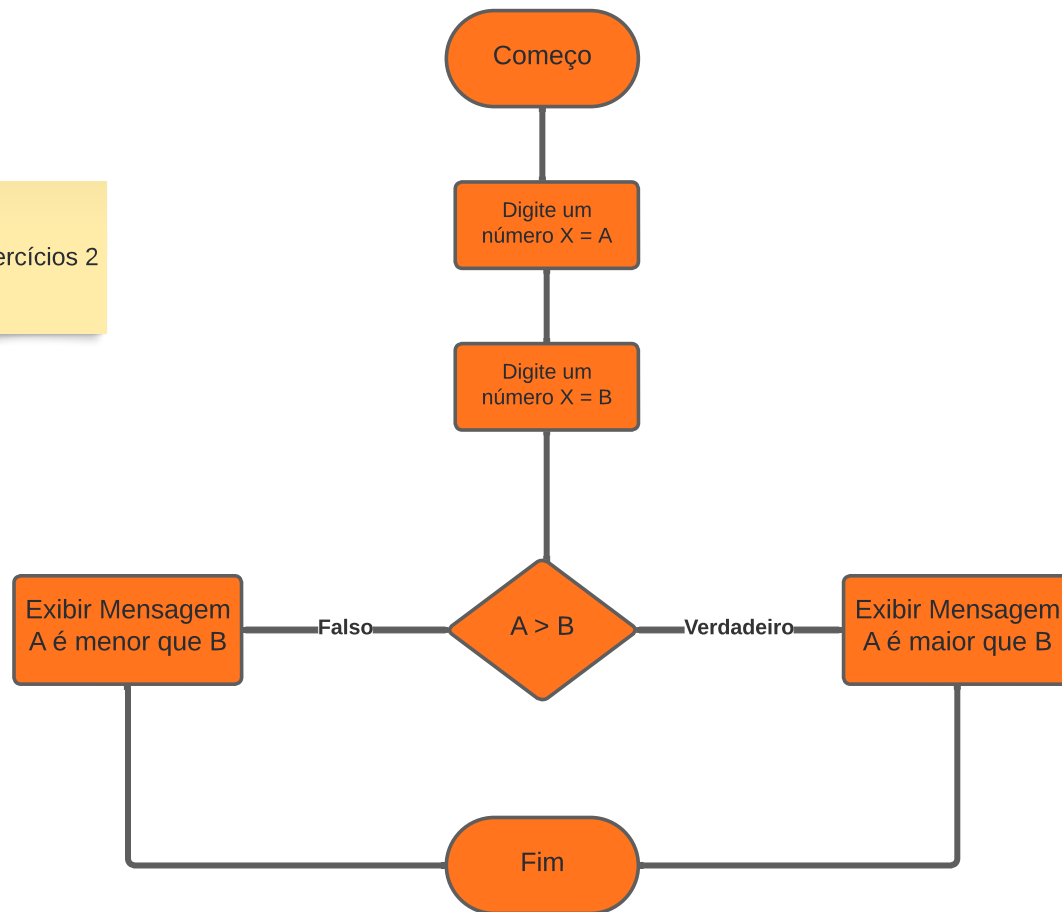 Começo
Digite um
número X = A
ercícios 2
Digite um
número X = B
Exibir Mensagem
A é menor que B
Falso
A > B
Verdadeiro
Exibir Mensagem
A é maior que B
Fim